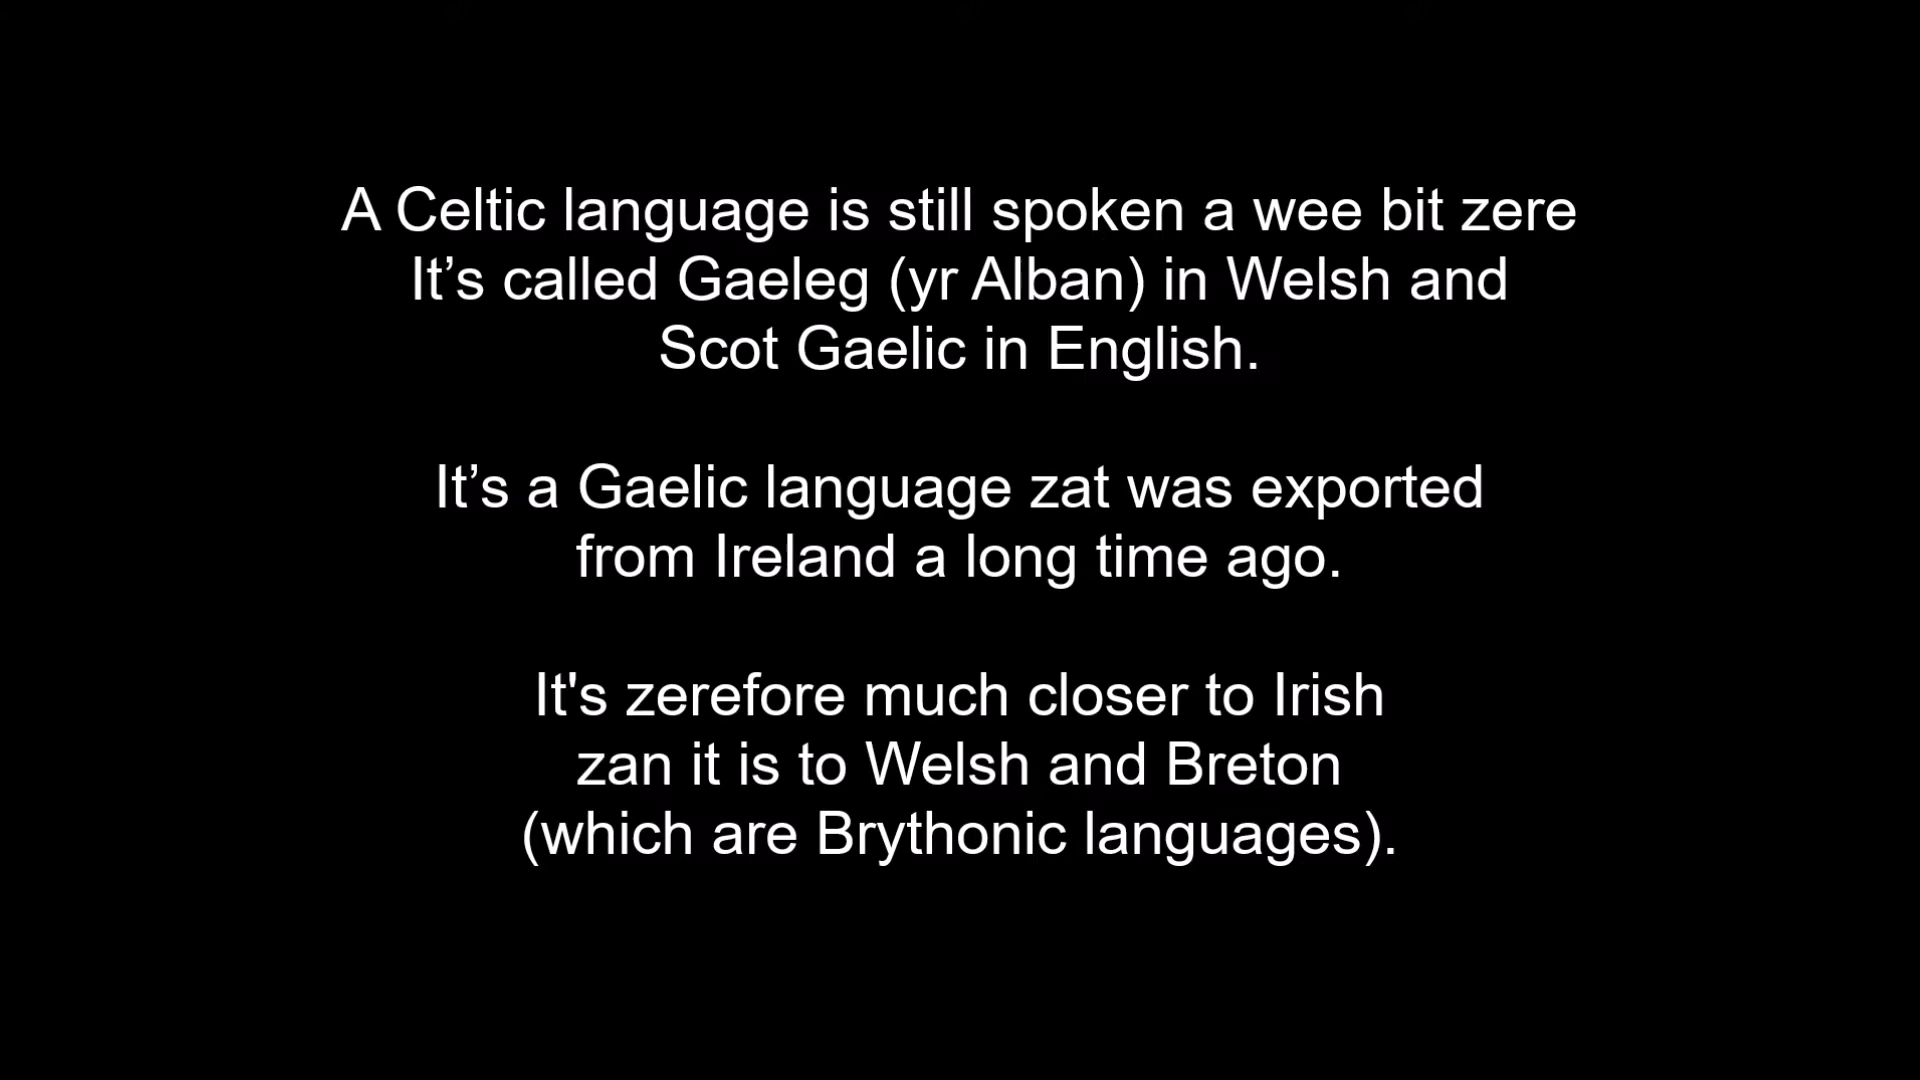 A Celtic language is still spoken a wee bit zere
It’s called Gaeleg (yr Alban) in Welsh and
Scot Gaelic in English.
It’s a Gaelic language zat was exported
from Ireland a long time ago.
It's zerefore much closer to Irish
zan it is to Welsh and Breton
(which are Brythonic languages).